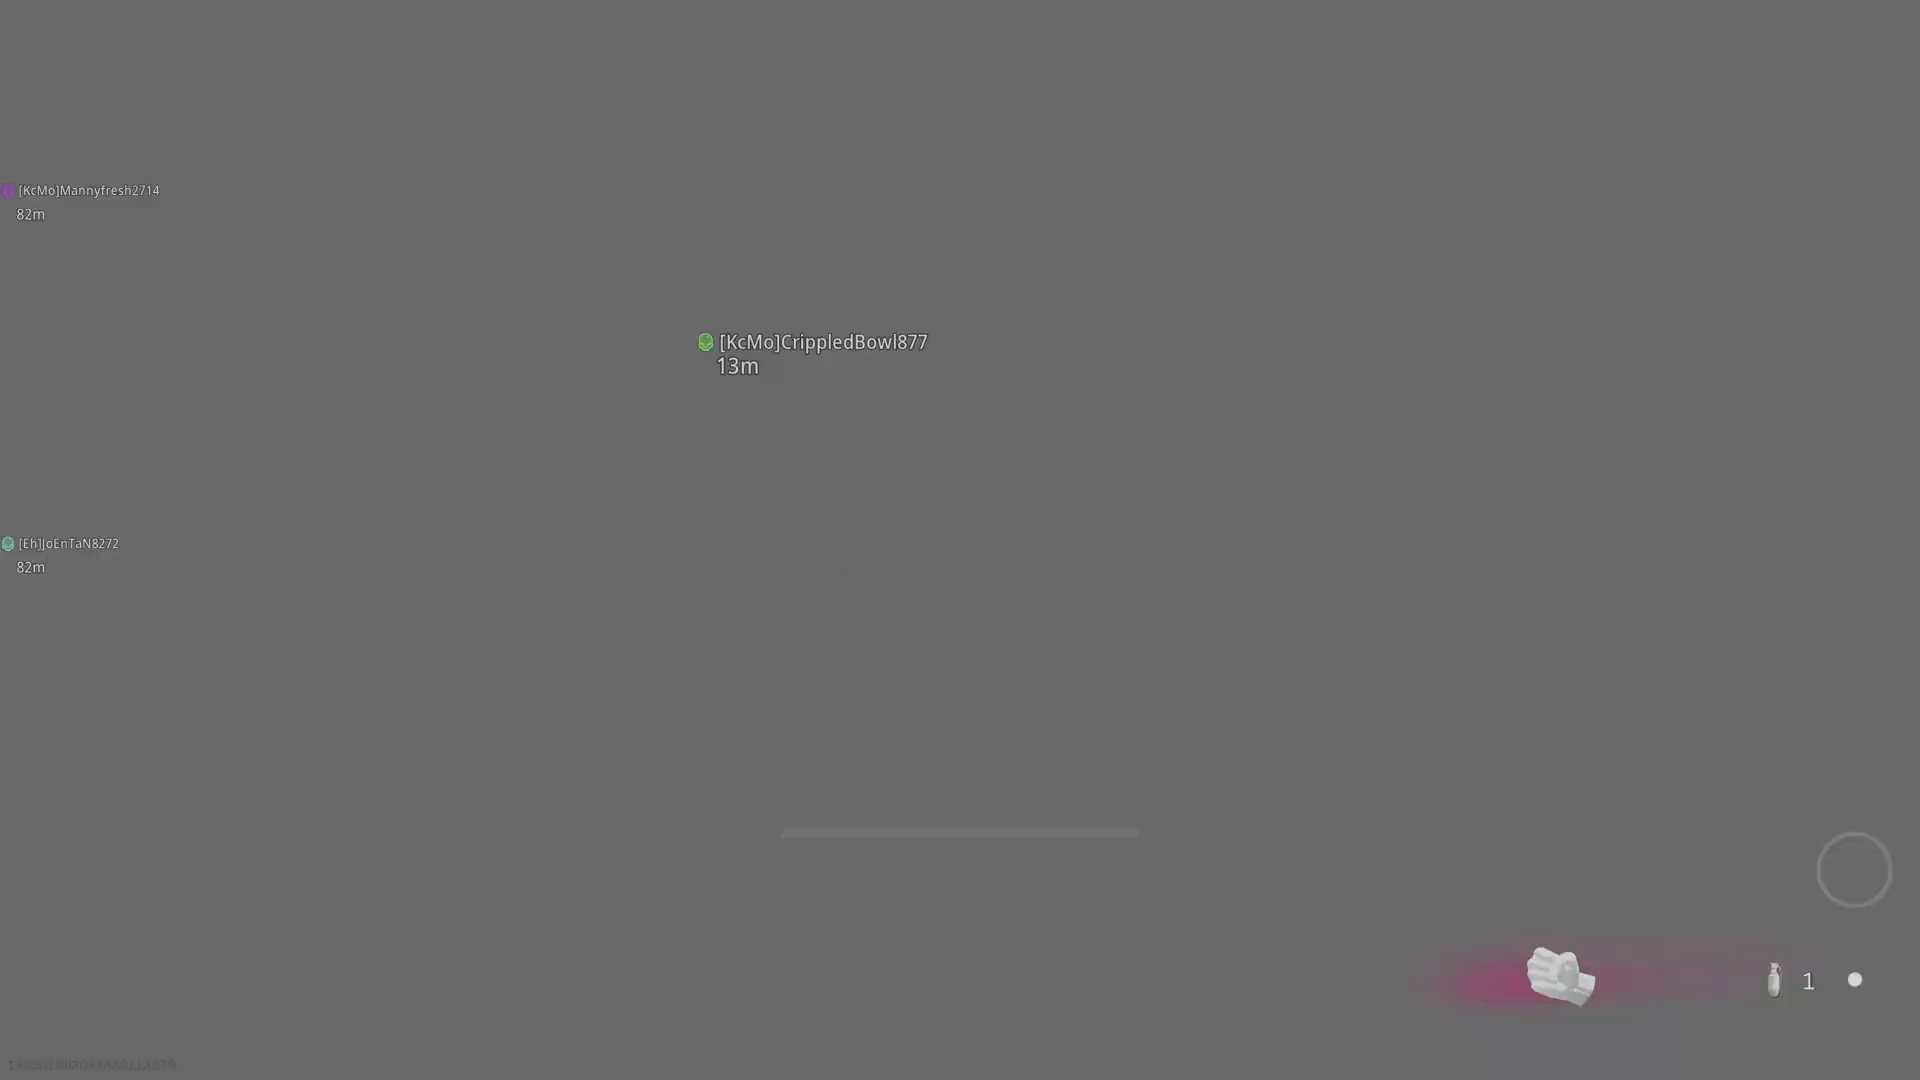 [KcMo]Mannyfresh2714
82m
[KcMo]CrippledBowl877
13m
[Eh]JoEnTaN8272
82m
1